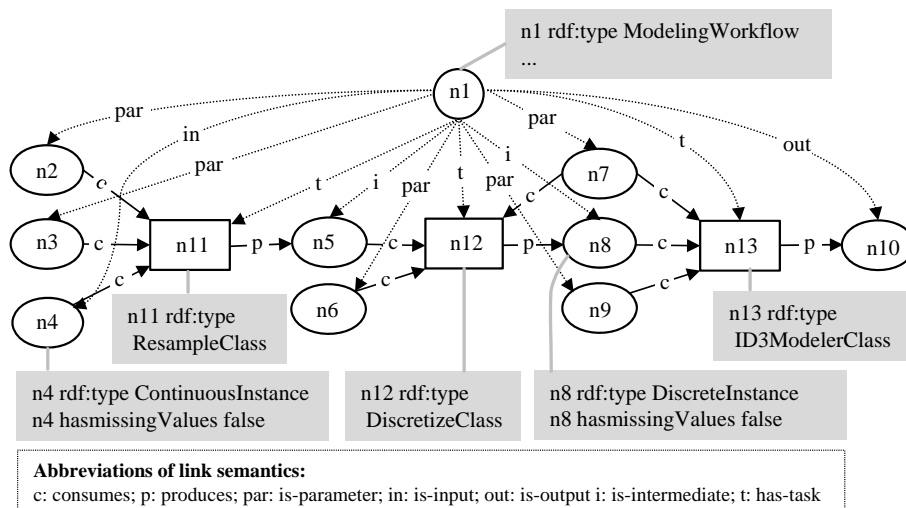 n1 rdf:type ModelingWorkflow
...
n1
par
in
par
t
i
par
t
i
par
par
t
out
n2
c
n3
c
n4
c
n11
p
n5
c
n6
c
n12
p
n7
c
c
n8
c
n9
c
n13
p
n10
n11 rdf:type
ResampleClass
n13 rdf:type
ID3ModelerClass
n4 rdf:type ContinuousInstance
n4 hasmissingValues false
n12 rdf:type
DiscretizeClass
n8 rdf:type DiscreteInstance
n8 hasmissingValues false
Abbreviations of link semantics:
c: consumes; p: produces; par: is-parameter; in: is-input; out: is-output i: is-intermediate; t: has-task